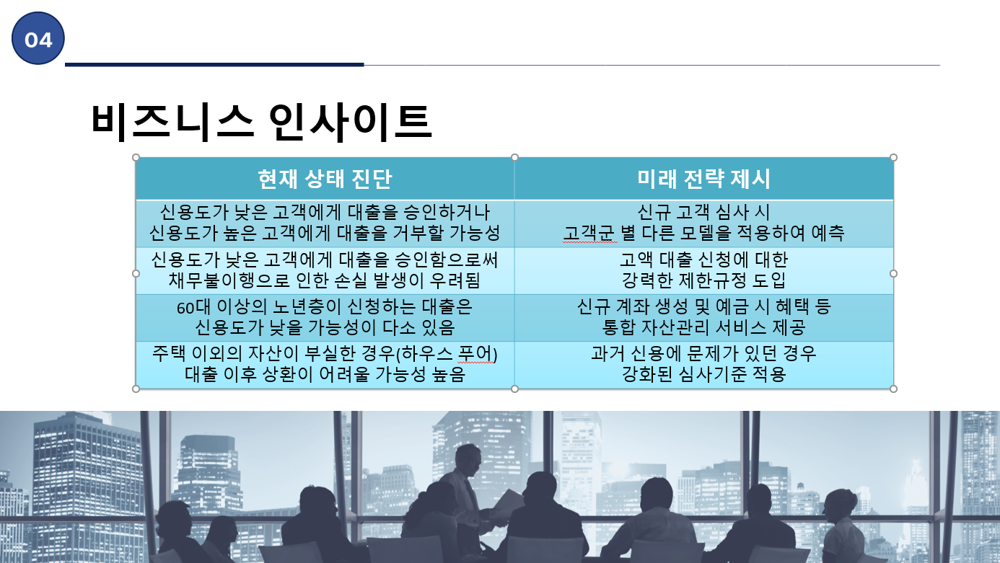 04
비즈니스 인사이트
현재 상태 진단
미래 전략 제시
신용도가 낮은 고객에게 대출을 승인하거나
신용도가 높은 고객에게 대출을 거부할 가능성
신규 고객 심사 시
고객군 별 다른 모델을 적용하여 예측
신용도가 낮은 고객에게 대출을 승인함으로써
채무불이행으로 인한 손실 발생이 우려됨
고액 대출 신청에 대한
강력한 제한규정 도입
60대 이상의 노년층이 신청하는 대출은
신용도가 낮을 가능성이 다소 있음
신규 계좌 생성 및 예금 시 혜택 등
통합 자산관리 서비스 제공
주택 이외의 자산이 부실한 경우(하우스 푸어)
대출 이후 상환이 어려울 가능성 높음
과거 신용에 문제가 있던 경우
강화된 심사기준 적용